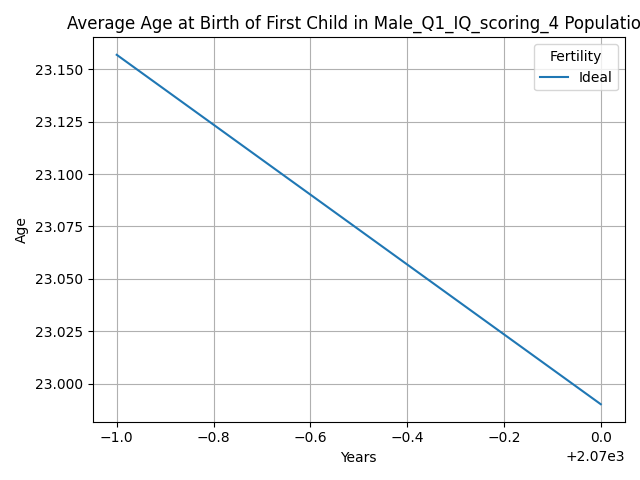 Average Age at Birth of First Child in Male_Q1_IQ_scoring_4 Populatio
Fertility
Ideal
23.150
23.125
23.100
23.075
23.050
23.025
23.000
Age
−1.0 −0.8 −0.6 −0.4 −0.2 0.0
Years
+2.07e3